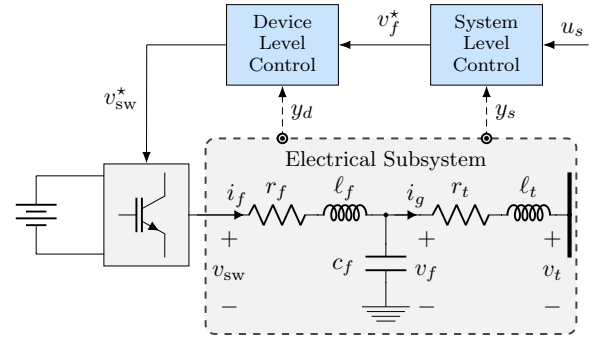 Device
Level
Control
v_f^⋆
System
Level
Control
u_s
v_sw^⋆
y_d
y_s
Electrical Subsystem
i_f
r_f
ℓ_f
i_g
r_t
ℓ_t
+
+
+
v_sw
c_f
v_f
v_t
−
−
−